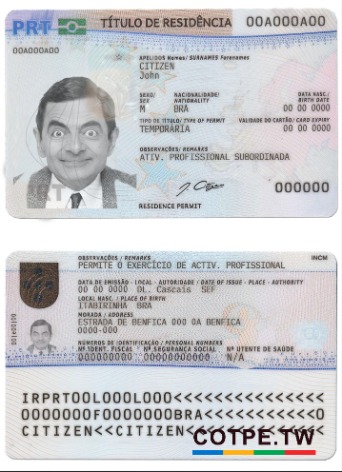 PRT TÍTULO DE RESIDÊNCIA 00A000A00
00A000A00
APELIDOS Nomes/SURNAMES Forenames
CITIZEN
John
SEXO/ NACIONALIDADE/ DATA NASC./
SEX NATIONALITY BIRTH DATE
M BRA 00 00 0000
TIPO DE TÍTULO/TYPE OF PERMIT VALIDADE DO CARTÃO/CARD EXPIRY
TEMPORÁRIA 00 00 0000
OBSERVAÇÕES/REMARKS
ATIV. PROFISSIONAL SUBORDINADA
000000
RESIDENCE PERMIT
OBSERVAÇÕES / REMARKS INCM
PERMITE O EXERCÍCIO DE ACTIV. PROFISSIONAL
DATA DE EMISSÃO - LOCAL - AUTORIDADE / DATE OF ISSUE - PLACE - AUTHORITY
00 00 0000 DL. Cascais SEF
LOCAL NASC. / PLACE OF BIRTH
ITABIRINHA BRA
MORADA / ADDRESS
ESTRADA DE BENFICA 000 0A BENFICA
0000-000
NÚMEROS DE IDENTIFICAÇÃO / PERSONAL NUMBERS
Nº IDENT. FISCAL Nº SEGURANÇA SOCIAL Nº UTENTE DE SAÚDE
000000000 00000000000 N/A
IRPRT00L000L000<<<<<<<<<<<<<<<
0000000F0000000BRA<<<<<<<<<<<0
CITIZEN<<CITIZEN<<<<<<<<<<<<<<
COTPE.TW